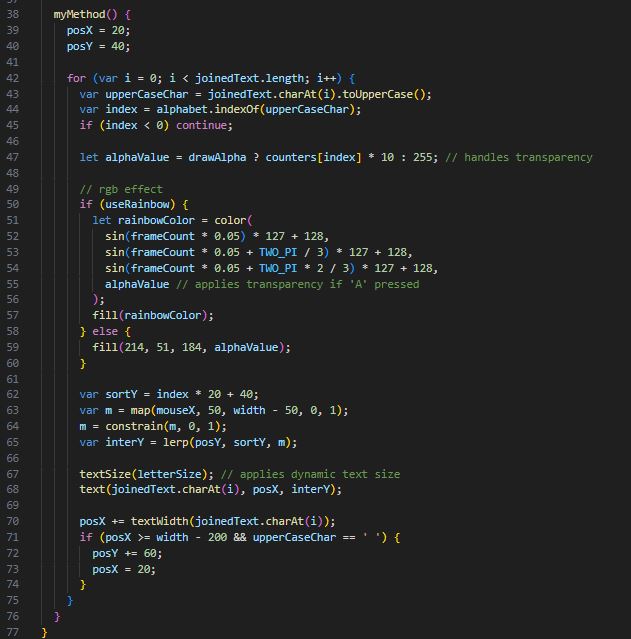 38 myMethod() {
39 posX = 20;
40 posY = 40;
41
42 for (var i = 0; i < joinedText.length; i++) {
43 var upperCaseChar = joinedText.charAt(i).toUpperCase();
44 var index = alphabet.indexOf(upperCaseChar);
45 if (index < 0) continue;
46
47 let alphaValue = drawAlpha ? counters[index] * 10 : 255; // handles transparency
48
49 // rgb effect
50 if (useRainbow) {
51 let rainbowColor = color(
52 sin(frameCount * 0.05) * 127 + 128,
53 sin(frameCount * 0.05 + TWO_PI / 3) * 127 + 128,
54 sin(frameCount * 0.05 + TWO_PI * 2 / 3) * 127 + 128,
55 alphaValue // applies transparency if 'A' pressed
56 );
57 fill(rainbowColor);
58 } else {
59 fill(214, 51, 184, alphaValue);
60 }
61
62 var sortY = index * 20 + 40;
63 var m = map(mouseX, 50, width - 50, 0, 1);
64 m = constrain(m, 0, 1);
65 var interY = lerp(posY, sortY, m);
66
67 textSize(letterSize); // applies dynamic text size
68 text(joinedText.charAt(i), posX, interY);
69
70 posX += textWidth(joinedText.charAt(i));
71 if (posX >= width - 200 && upperCaseChar == ' ') {
72 posY += 60;
73 posX = 20;
74 }
75 }
76 }
77 }